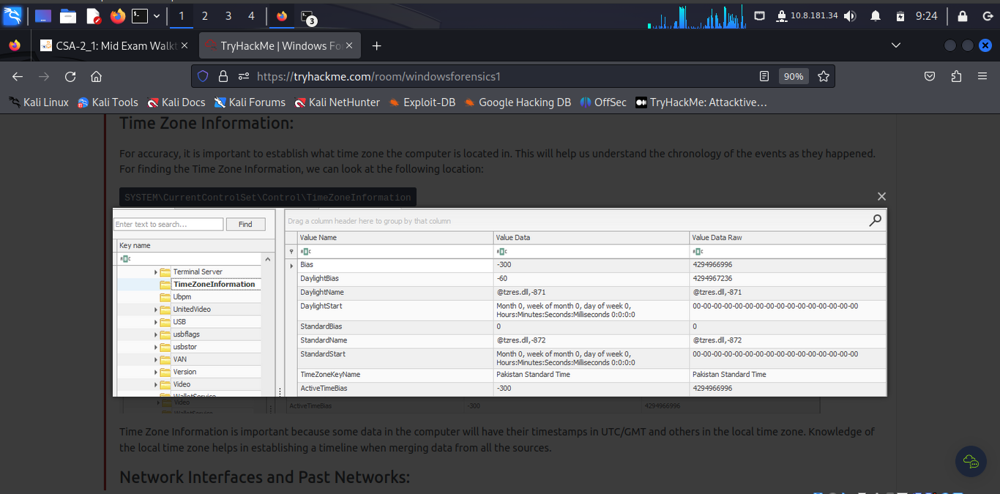 1 2 3 4 3 10.8.181.34 9:24
CSA-2_1: Mid Exam Walkt TryHackMe | Windows Fo
https://tryhackme.com/room/windowsforensics1 90%
Kali Linux Kali Tools Kali Docs Kali Forums Kali NetHunter Exploit-DB Google Hacking DB OffSec TryHackMe: Attacktive…
Time Zone Information:
For accuracy, it is important to establish what time zone the computer is located in. This will help us understand the chronology of the events as they happened.
For finding the Time Zone Information, we can look at the following location:
SYSTEM\CurrentControlSet\Control\TimeZoneInformation
Enter text to search... Find
Key name
Terminal Server
TimeZoneInformation
Ubpm
UnitedVideo
USB
usbflags
usbstor
VAN
Version
Video
WalletService
Drag a column header here to group by that column
Value Name Value Data Value Data Raw
Bias -300 4294966996
DaylightBias -60 4294967236
DaylightName @tzres.dll,-871 @tzres.dll,-871
DaylightStart Month 0, week of month 0, day of week 0, 00-00-00-00-00-00-00-00-00-00-00-00-00-00-00-00
Hours:Minutes:Seconds:Milliseconds 0:0:0:0
StandardBias 0 0
StandardName @tzres.dll,-872 @tzres.dll,-872
StandardStart Month 0, week of month 0, day of week 0, 00-00-00-00-00-00-00-00-00-00-00-00-00-00-00-00
Hours:Minutes:Seconds:Milliseconds 0:0:0:0
TimeZoneKeyName Pakistan Standard Time Pakistan Standard Time
ActiveTimeBias -300 4294966996
Video ActiveTimeBias -300 4294966996
WalletService
Time Zone Information is important because some data in the computer will have their timestamps in UTC/GMT and others in the local time zone. Knowledge of
the local time zone helps in establishing a timeline when merging data from all the sources.
Network Interfaces and Past Networks: